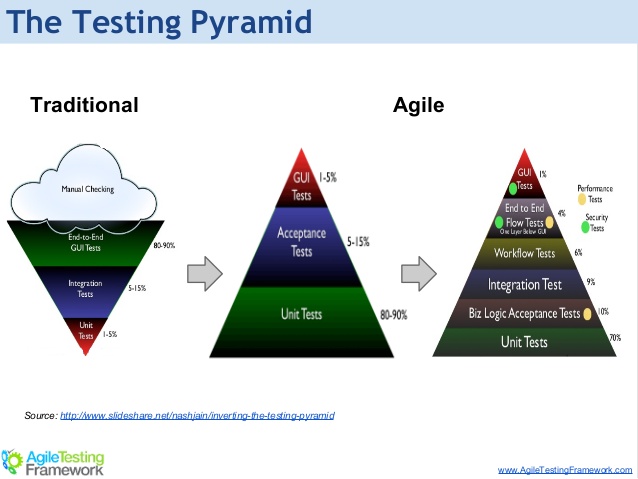 The Testing Pyramid
Traditional
Agile
Manual Checking
End-to-End
GUI Tests
80-90%
Integration
Tests
5-15%
Unit
Tests
1-5%
GUI
Tests
1-5%
Acceptance
Tests
5-15%
Unit Tests
80-90%
GUI
Tests
1%
End to End
Flow Tests
One Layer Below GUI
4%
Workflow Tests
6%
Integration Test
9%
Biz Logic Acceptance Tests
10%
Unit Tests
70%
Performance
Tests
Security
Tests
Source: http://www.slideshare.net/nashjain/inverting-the-testing-pyramid
AgileTesting
Framework
www.AgileTestingFramework.com